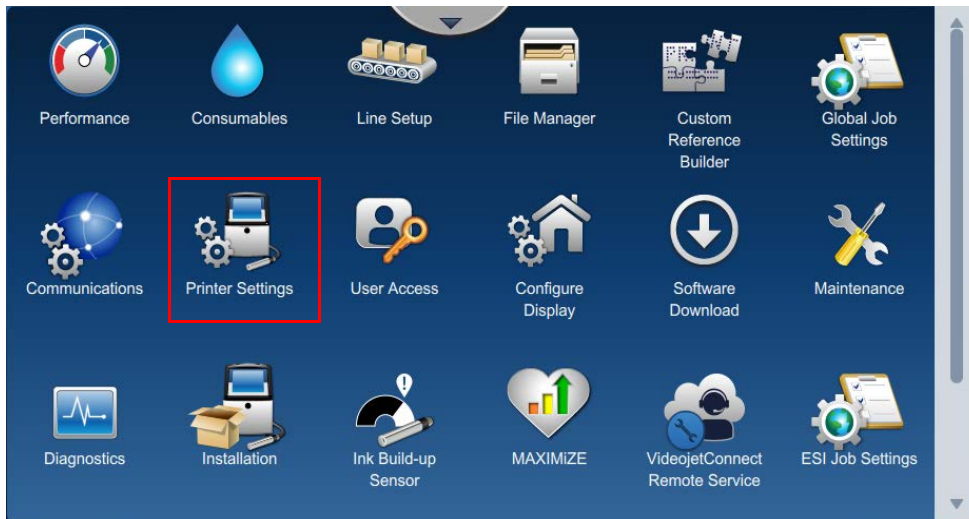 Performance
Consumables
Line Setup
File Manager
Custom
Reference
Builder
Global Job
Settings
Communications
Printer Settings
User Access
Configure
Display
Software
Download
Maintenance
Diagnostics
Installation
Ink Build-up
Sensor
MAXIMiZE
VideojetConnect
Remote Service
ESI Job Settings